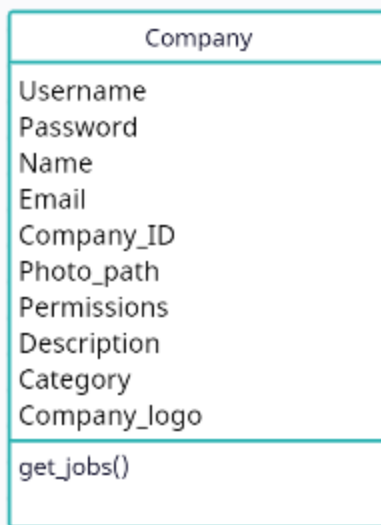 Company
Username
Password
Name
Email
Company_ID
Photo_path
Permissions
Description
Category
Company_logo
get_jobs()